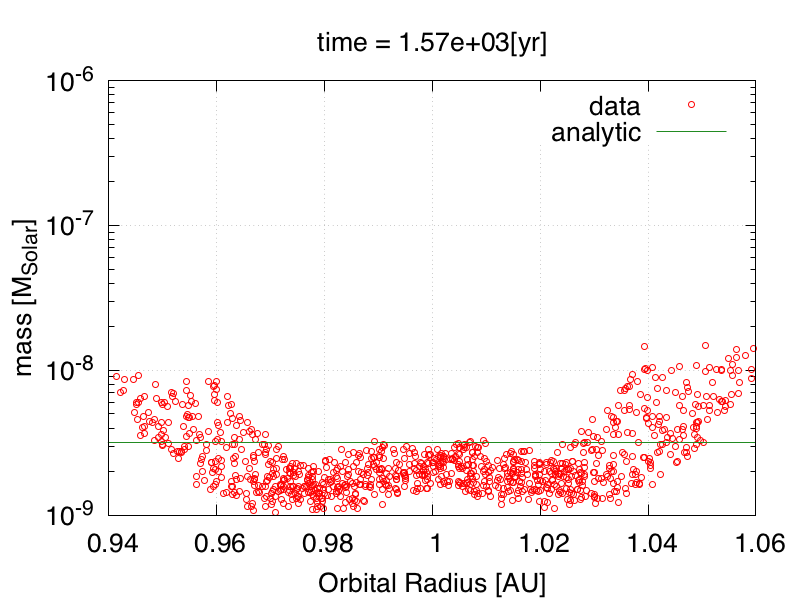 time = 1.57e+03[yr]
10^-6
10^-7
10^-8
10^-9
mass [M_Solar]
data
analytic
0.94 0.96 0.98 1 1.02 1.04 1.06
Orbital Radius [AU]